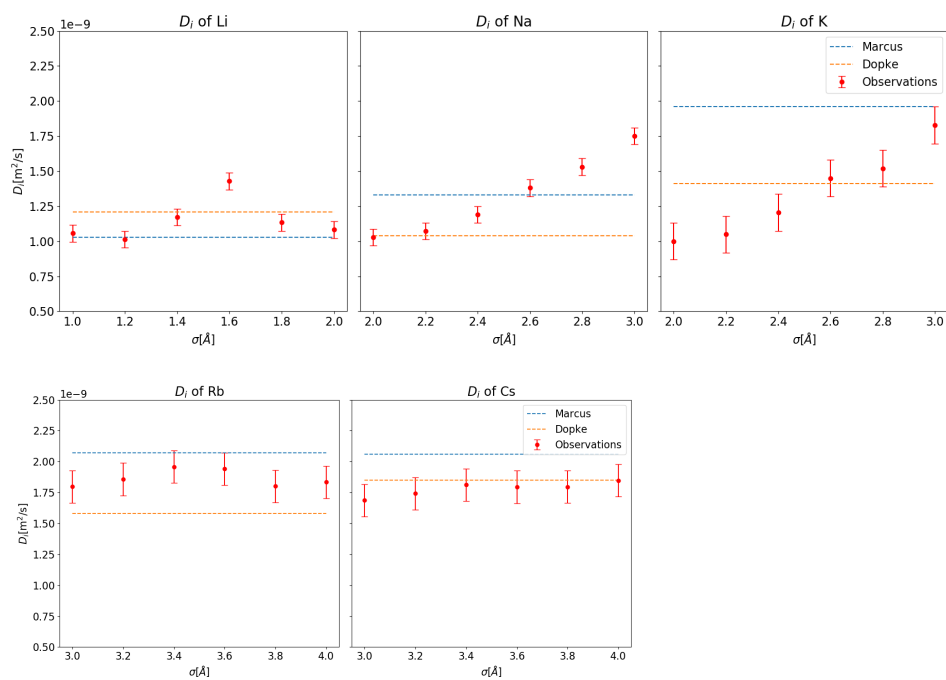 D_i of Li
D_i of Na
D_i of K
1e−9
2.50
2.25
2.00
1.75
1.50
1.25
1.00
0.75
0.50
D_i[m²/s]
Marcus
Dopke
Observations
1.0 1.2 1.4 1.6 1.8 2.0
2.0 2.2 2.4 2.6 2.8 3.0
2.0 2.2 2.4 2.6 2.8 3.0
σ[Å]
σ[Å]
σ[Å]
D_i of Rb
D_i of Cs
1e−9
2.50
2.25
2.00
1.75
1.50
1.25
1.00
0.75
0.50
D_i[m²/s]
Marcus
Dopke
Observations
3.0 3.2 3.4 3.6 3.8 4.0
3.0 3.2 3.4 3.6 3.8 4.0
σ[Å]
σ[Å]